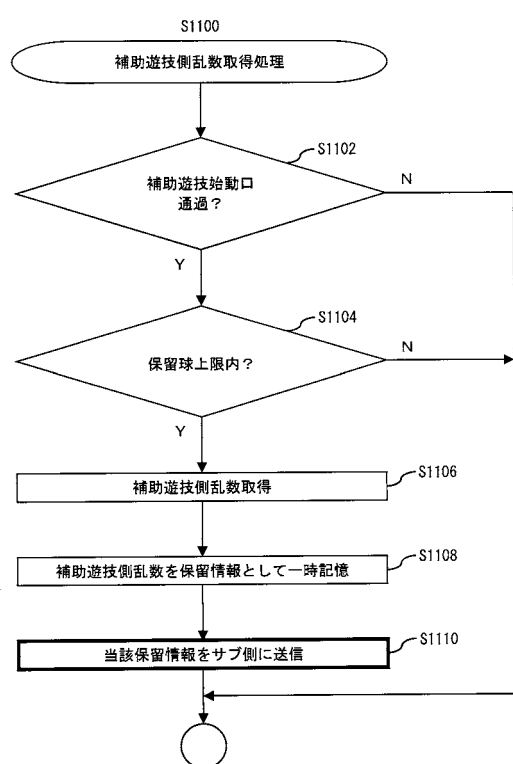 S1100
補助遊技側乱数取得処理
S1102
補助遊技始動口
通過？
N
Y
S1104
保留球上限内？
N
Y
S1106
補助遊技側乱数取得
S1108
補助遊技側乱数を保留情報として一時記憶
S1110
当該保留情報をサブ側に送信